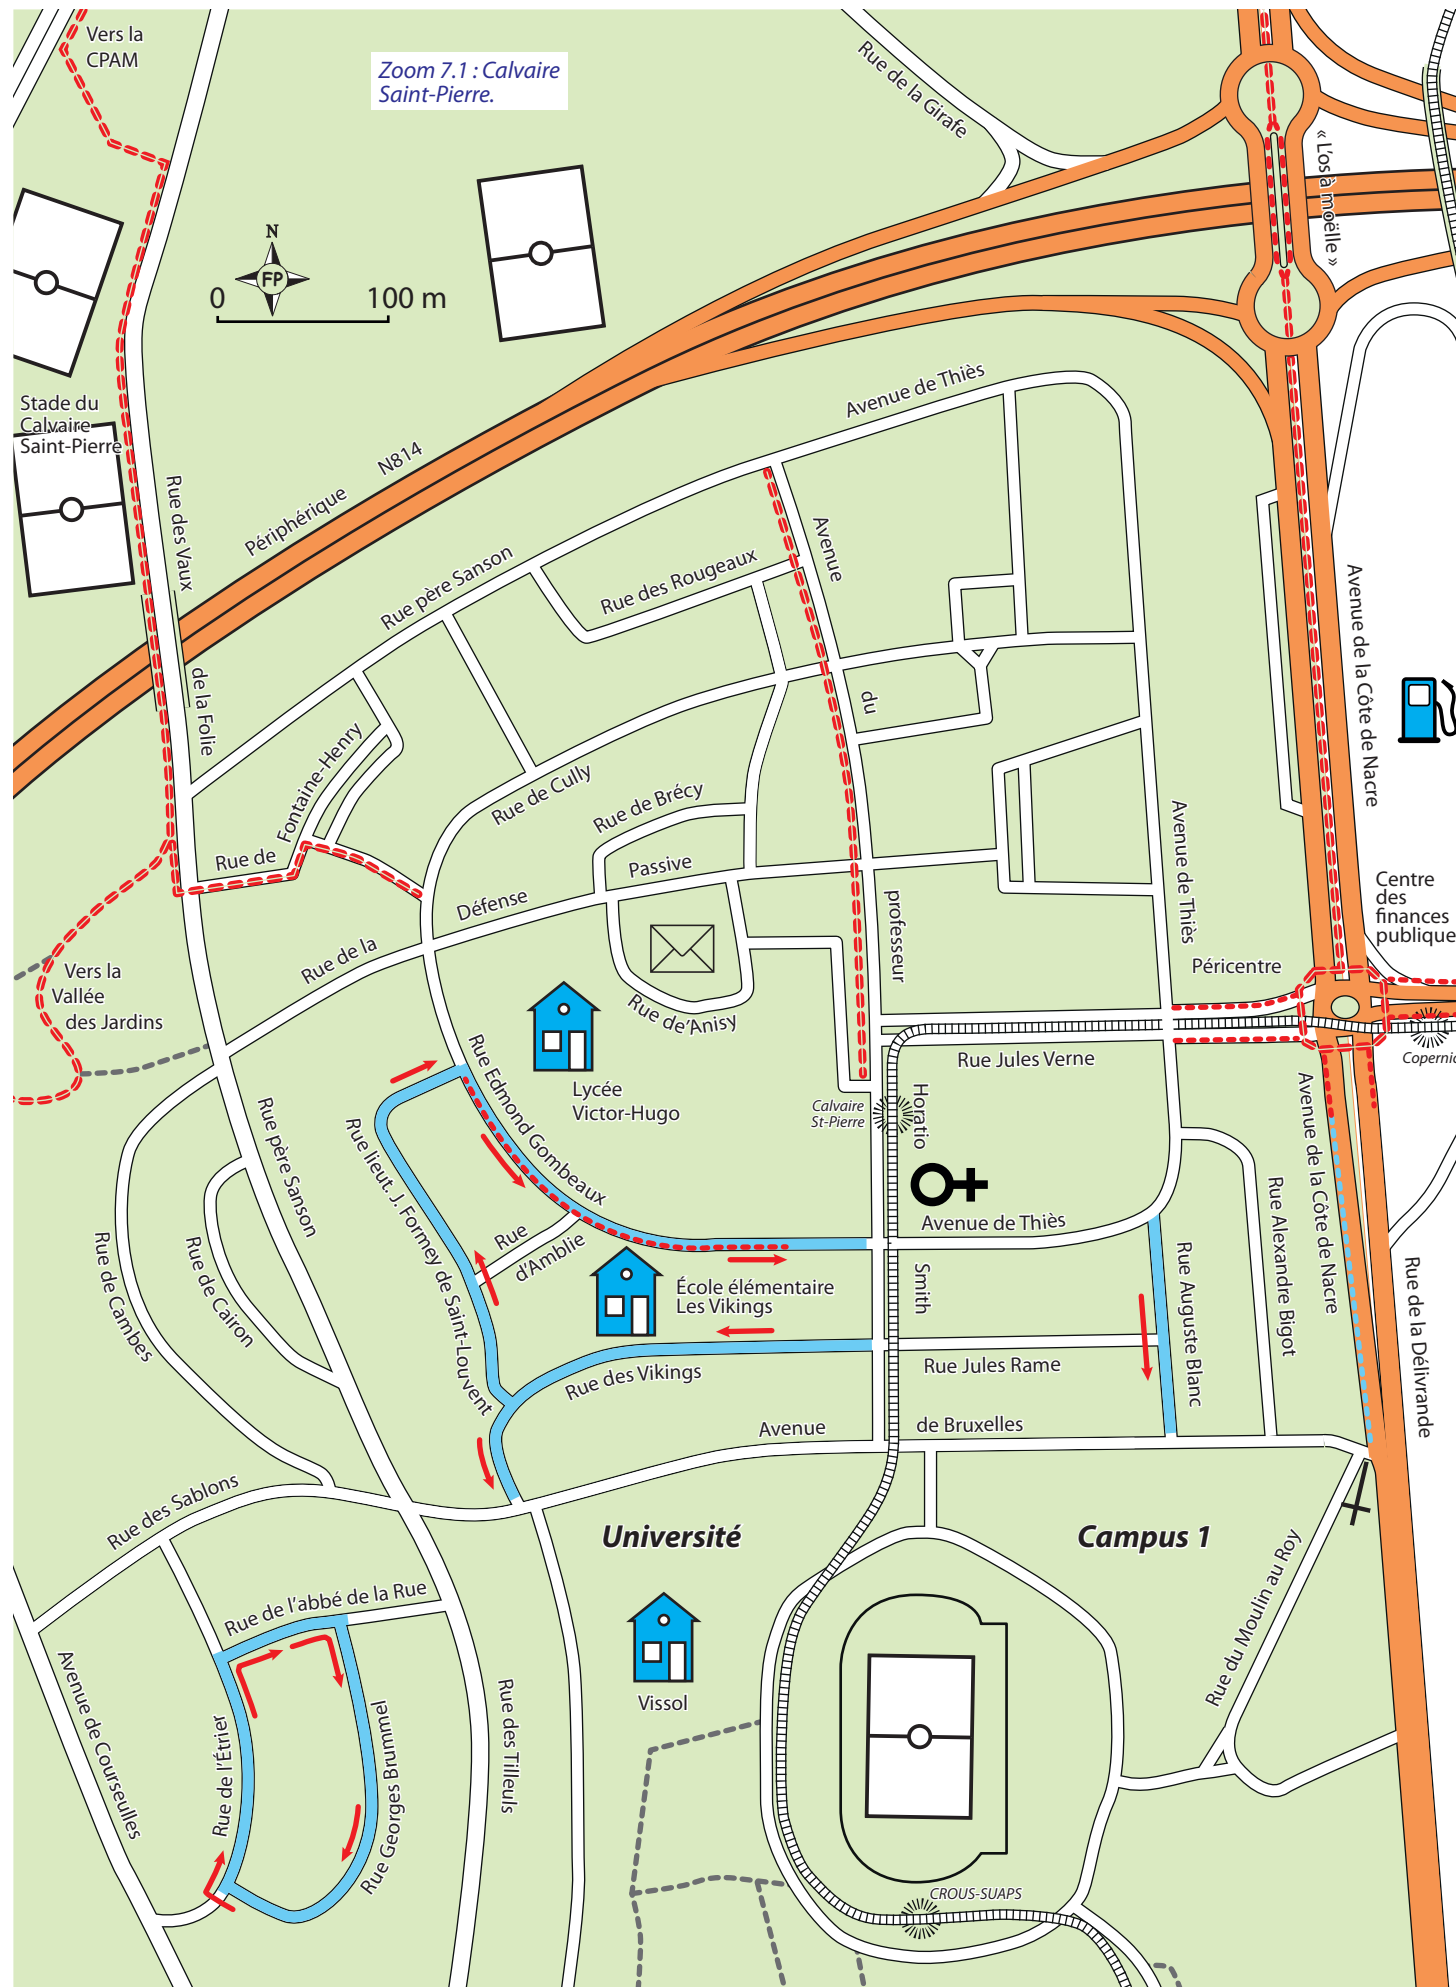 Vers la
CPAM
Zoom 7.1 : Calvaire
Saint-Pierre.
Rue de la Girafe
« L'os à moëlle »
N
FP
0 100 m
Stade du
Calvaire
Saint-Pierre
Avenue de Thiès
Périphérique N814
Rue des Vaux
de la Folie
Rue père Sanson
Rue des Rougeaux
Avenue
du
professeur
Horatio
Smith
Avenue de la Côte de Nacre
Fontaine-Henry
Rue de
Rue de Cully
Rue de Brécy
Passive
Défense
Rue de la
Avenue de Thiès
Centre
des
finances
publique
Péricentre
Vers la
Vallée
des Jardins
Rue de'Anisy
Lycée
Victor-Hugo
Rue Edmond Gombeaux
Rue Jules Verne
Copernic
Calvaire
St-Pierre
Rue père Sanson
Rue lieut. J. Formey de Saint-Louvent
Avenue de la Côte de Nacre
Rue
d'Amblie
Avenue de Thiès
Rue Alexandre Bigot
Rue Auguste Blanc
Rue de Cambes
Rue de Cairon
École élémentaire
Les Vikings
Rue de la Délivrande
Rue des Vikings
Rue Jules Rame
Avenue de Bruxelles
Rue des Sablons
Université Campus 1
Rue de l'abbé de la Rue
Rue du Moulin au Roy
Avenue de Courseulles
Rue de l'Étrier
Rue Georges Brummel
Rue des Tilleuls
Vissol
CROUS-SUAPS